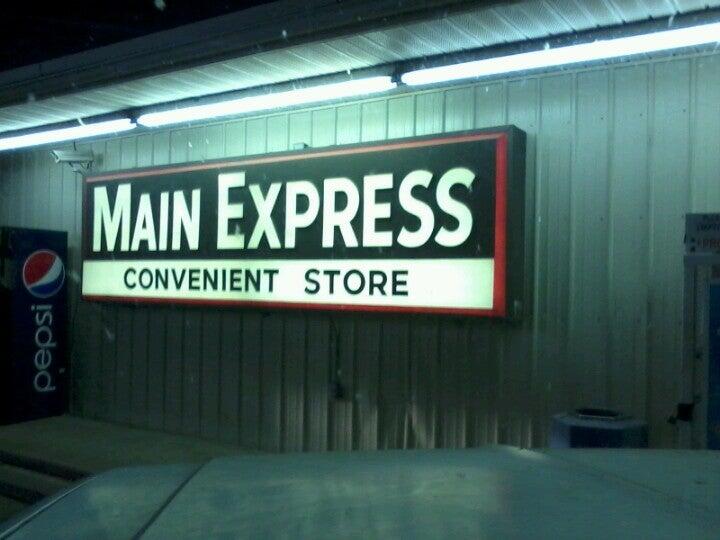 MAIN EXPRESS
CONVENIENT STORE
pepsi